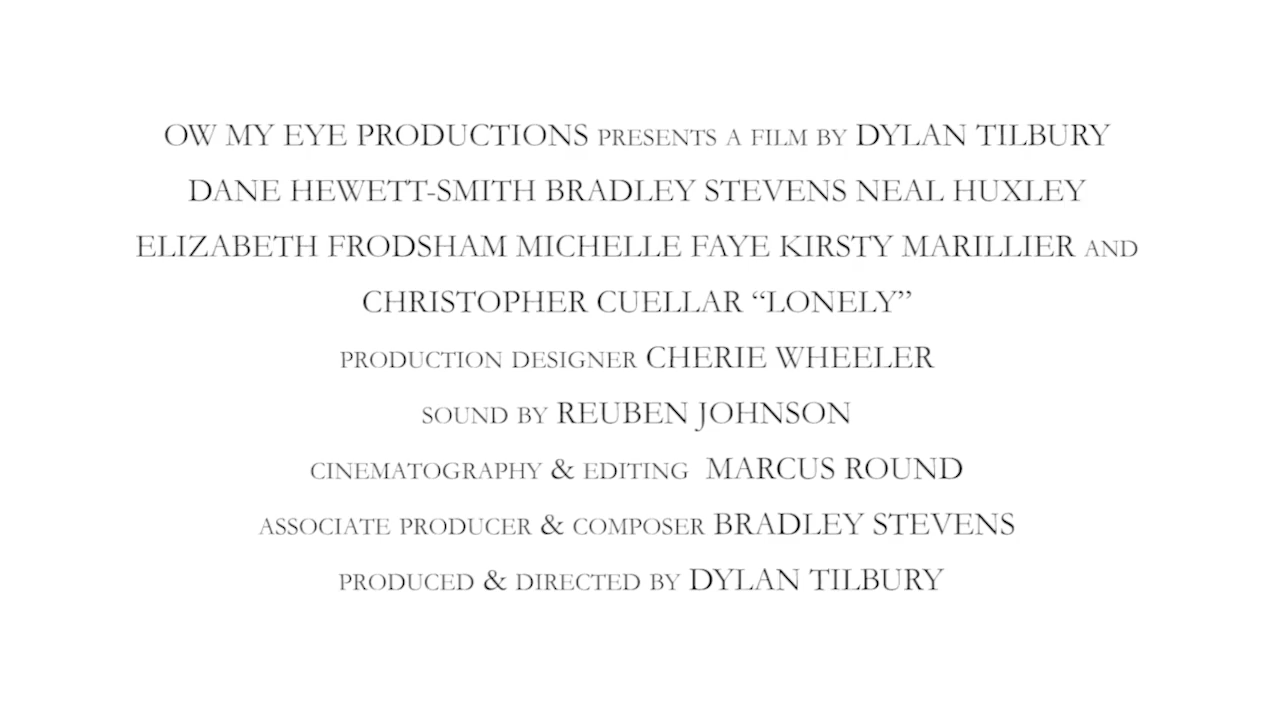 OW MY EYE PRODUCTIONS PRESENTS A FILM BY DYLAN TILBURY
DANE HEWETT-SMITH BRADLEY STEVENS NEAL HUXLEY
ELIZABETH FRODSHAM MICHELLE FAYE KIRSTY MARILLIER AND
CHRISTOPHER CUELLAR “LONELY”
PRODUCTION DESIGNER CHERIE WHEELER
SOUND BY REUBEN JOHNSON
CINEMATOGRAPHY & EDITING MARCUS ROUND
ASSOCIATE PRODUCER & COMPOSER BRADLEY STEVENS
PRODUCED & DIRECTED BY DYLAN TILBURY